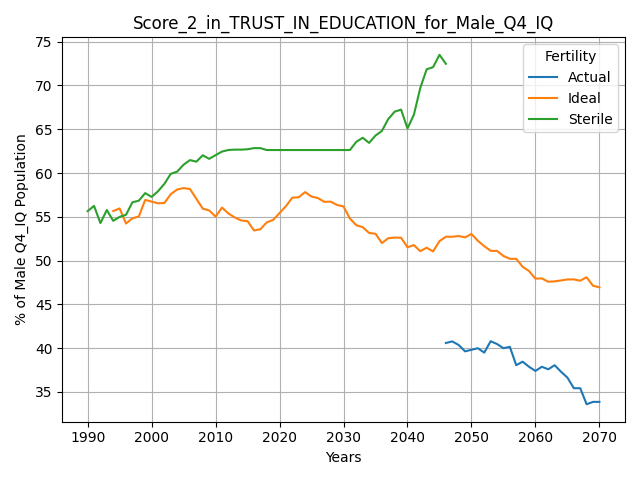 Score_2_in_TRUST_IN_EDUCATION_for_Male_Q4_IQ
Fertility
Actual
Ideal
Sterile
% of Male Q4_IQ Population
75
70
65
60
55
50
45
40
35
1990
2000
2010
2020
2030
2040
2050
2060
2070
Years